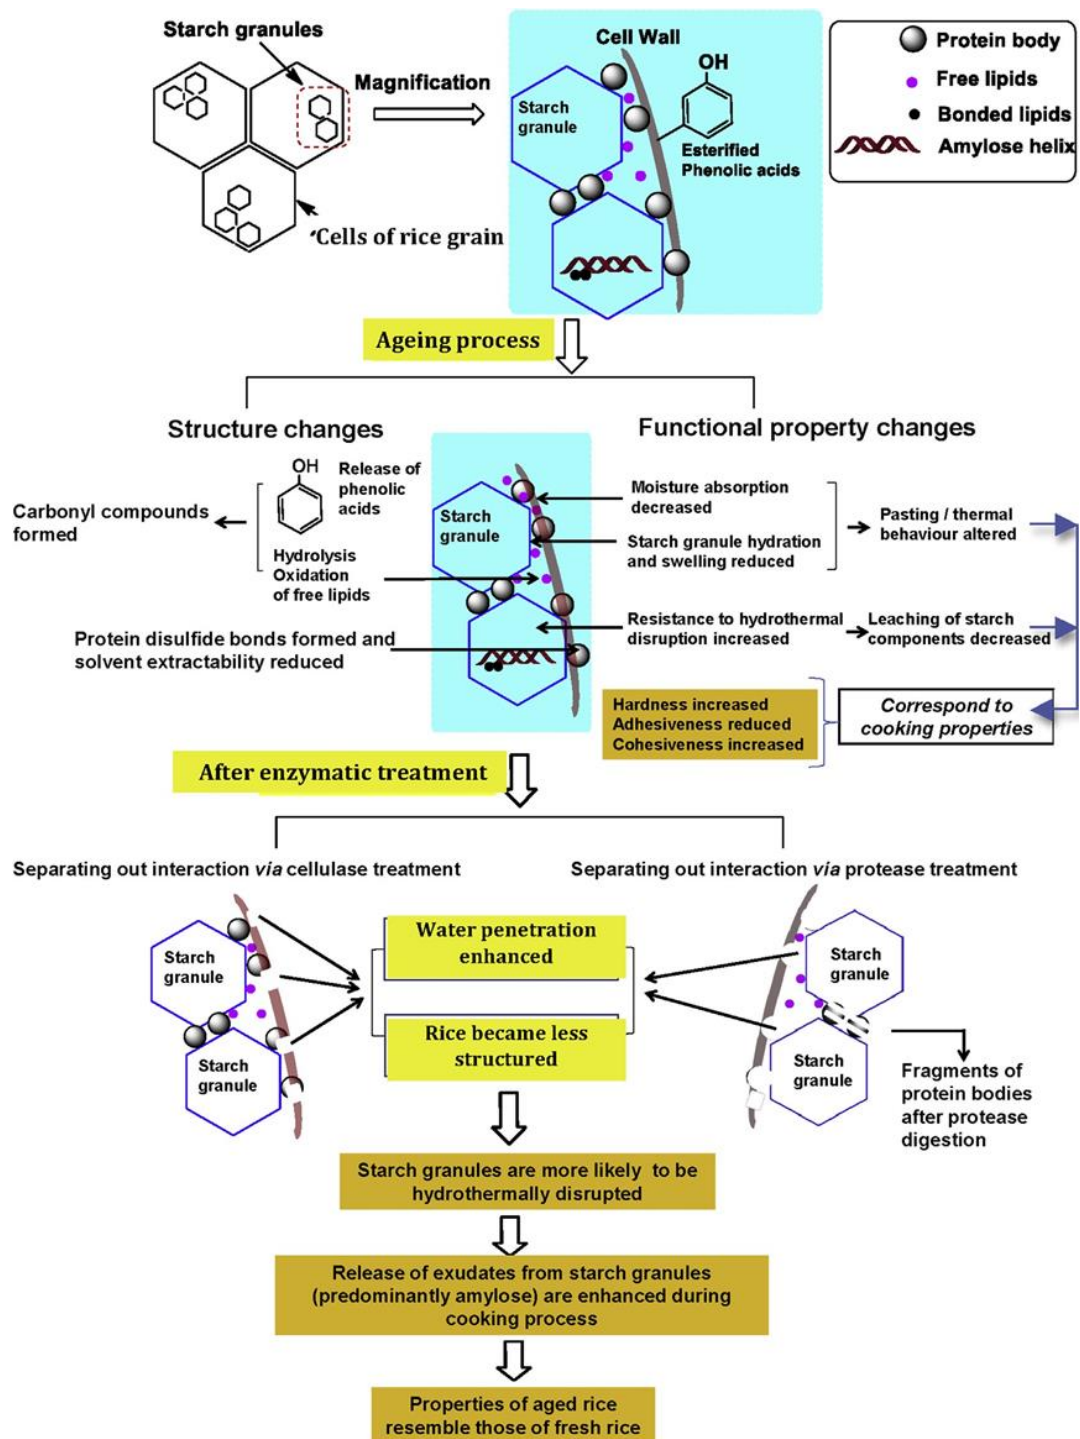 Starch granules
Magnification
Cells of rice grain
Cell Wall
OH
Starch
granule
Esterified
Phenolic acids
Protein body
Free lipids
Bonded lipids
Amylose helix
Ageing process
Structure changes
Functional property changes
OH
Release of
phenolic
acids
Carbonyl compounds
formed
Hydrolysis
Oxidation
of free lipids
Protein disulfide bonds formed and
solvent extractability reduced
Starch
granule
Moisture absorption
decreased
Starch granule hydration
and swelling reduced
Pasting / thermal
behaviour altered
Resistance to hydrothermal
disruption increased
Leaching of starch
components decreased
Hardness increased
Adhesiveness reduced
Cohesiveness increased
Correspond to
cooking properties
After enzymatic treatment
Separating out interaction via cellulase treatment
Separating out interaction via protease treatment
Starch
granule
Starch
granule
Water penetration
enhanced
Rice became less
structured
Starch
granule
Starch
granule
Fragments of
protein bodies
after protease
digestion
Starch granules are more likely to be
hydrothermally disrupted
Release of exudates from starch granules
(predominantly amylose) are enhanced during
cooking process
Properties of aged rice
resemble those of fresh rice